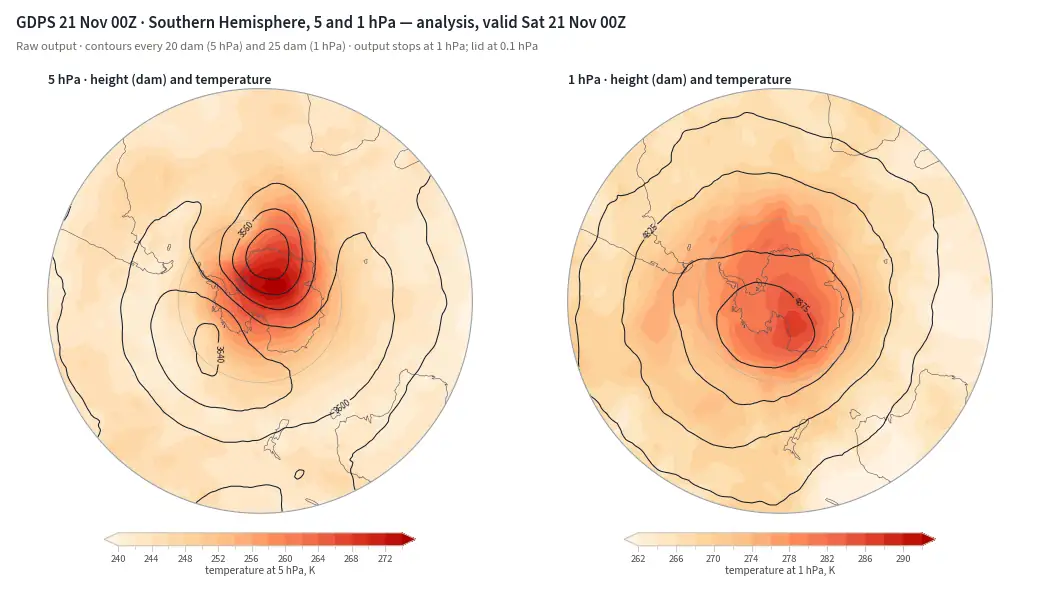 GDPS 21 Nov 00Z · Southern Hemisphere, 5 and 1 hPa — analysis, valid Sat 21 Nov 00Z
Raw output · contours every 20 dam (5 hPa) and 25 dam (1 hPa) · output stops at 1 hPa; lid at 0.1 hPa
5 hPa · height (dam) and temperature
3560
3640
3600
240 244 248 252 256 260 264 268 272
temperature at 5 hPa, K
1 hPa · height (dam) and temperature
4825
4875
262 266 270 274 278 282 286 290
temperature at 1 hPa, K